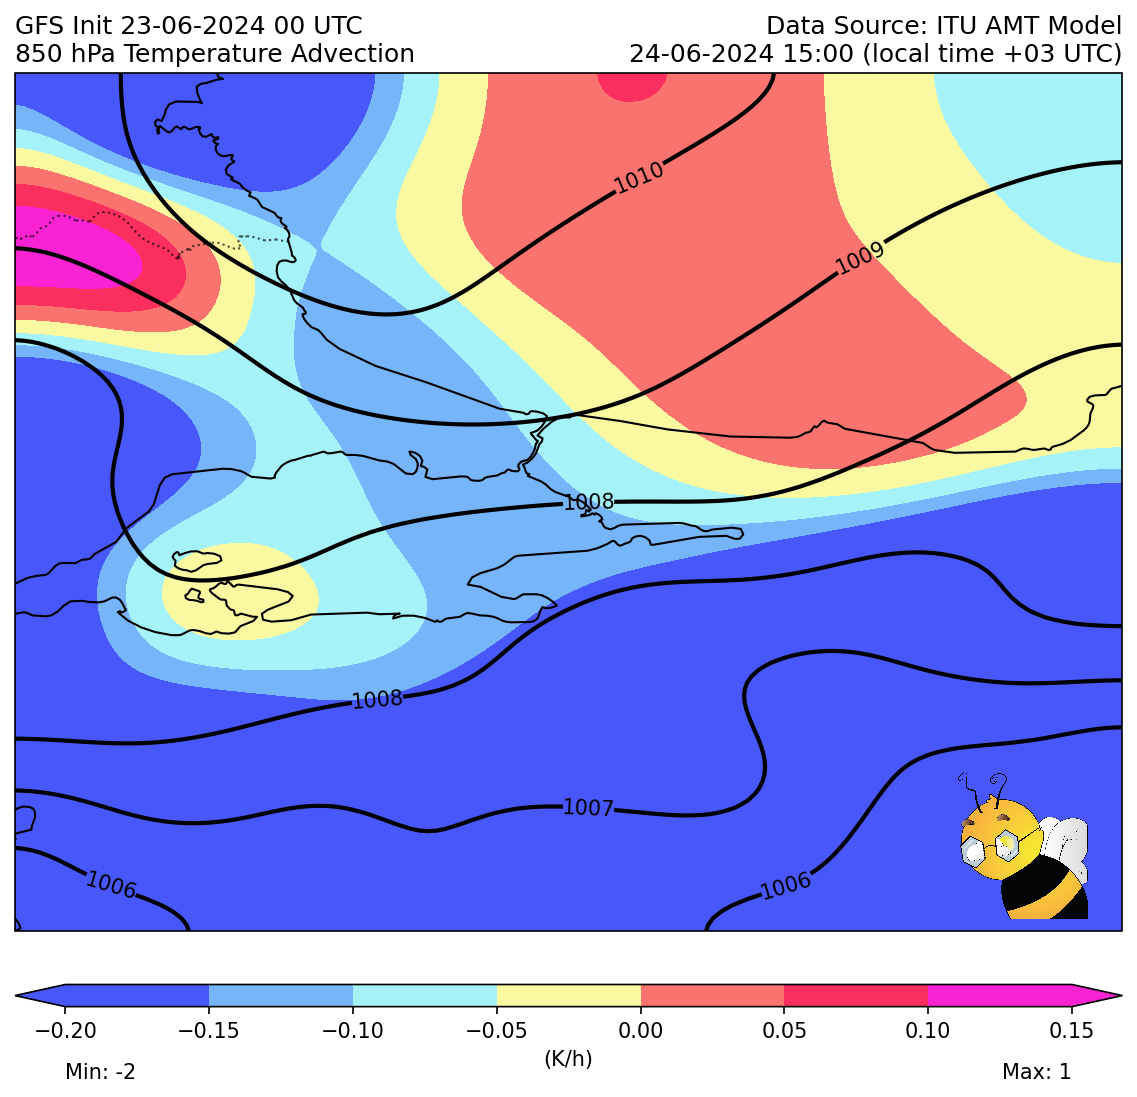 GFS Init 23-06-2024 00 UTC
Data Source: ITU AMT Model
850 hPa Temperature Advection
24-06-2024 15:00 (local time +03 UTC)
1010
1009
1008
1008
1007
1006
1006
−0.20 −0.15 −0.10 −0.05 0.00 0.05 0.10 0.15
(K/h)
Min: -2
Max: 1